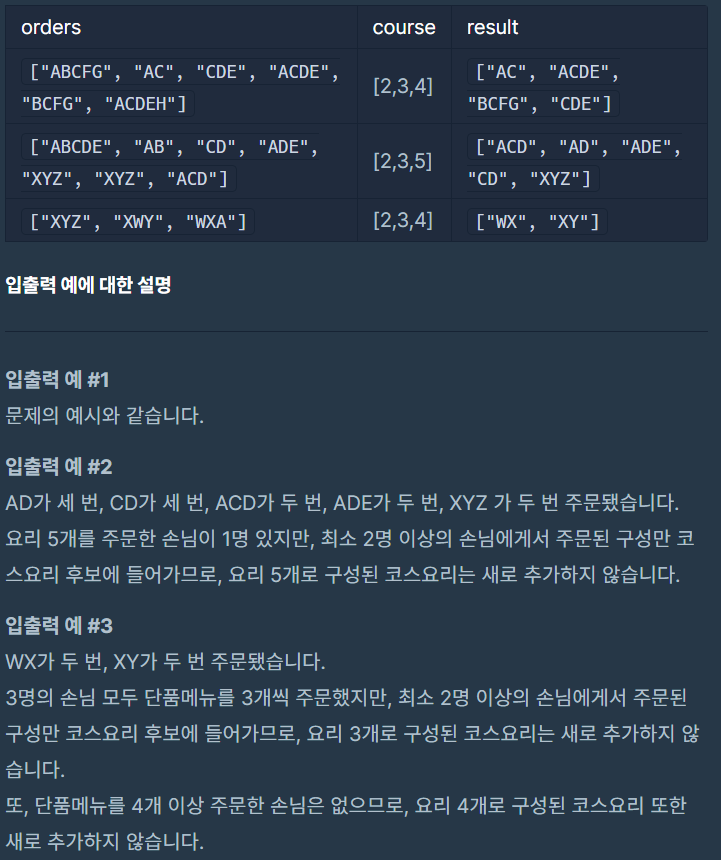 orders course result
["ABCFG", "AC", "CDE", "ACDE", "BCFG", "ACDEH"] [2,3,4] ["AC", "ACDE", "BCFG", "CDE"]
["ABCDE", "AB", "CD", "ADE", "XYZ", "XYZ", "ACD"] [2,3,5] ["ACD", "AD", "ADE", "CD", "XYZ"]
["XYZ", "XWY", "WXA"] [2,3,4] ["WX", "XY"]
입출력 예에 대한 설명
입출력 예 #1
문제의 예시와 같습니다.
입출력 예 #2
AD가 세 번, CD가 세 번, ACD가 두 번, ADE가 두 번, XYZ 가 두 번 주문됐습니다.
요리 5개를 주문한 손님이 1명 있지만, 최소 2명 이상의 손님에게서 주문된 구성만 코
스요리 후보에 들어가므로, 요리 5개로 구성된 코스요리는 새로 추가하지 않습니다.
입출력 예 #3
WX가 두 번, XY가 두 번 주문됐습니다.
3명의 손님 모두 단품메뉴를 3개씩 주문했지만, 최소 2명 이상의 손님에게서 주문된
구성만 코스요리 후보에 들어가므로, 요리 3개로 구성된 코스요리는 새로 추가하지 않
습니다.
또, 단품메뉴를 4개 이상 주문한 손님은 없으므로, 요리 4개로 구성된 코스요리 또한
새로 추가하지 않습니다.